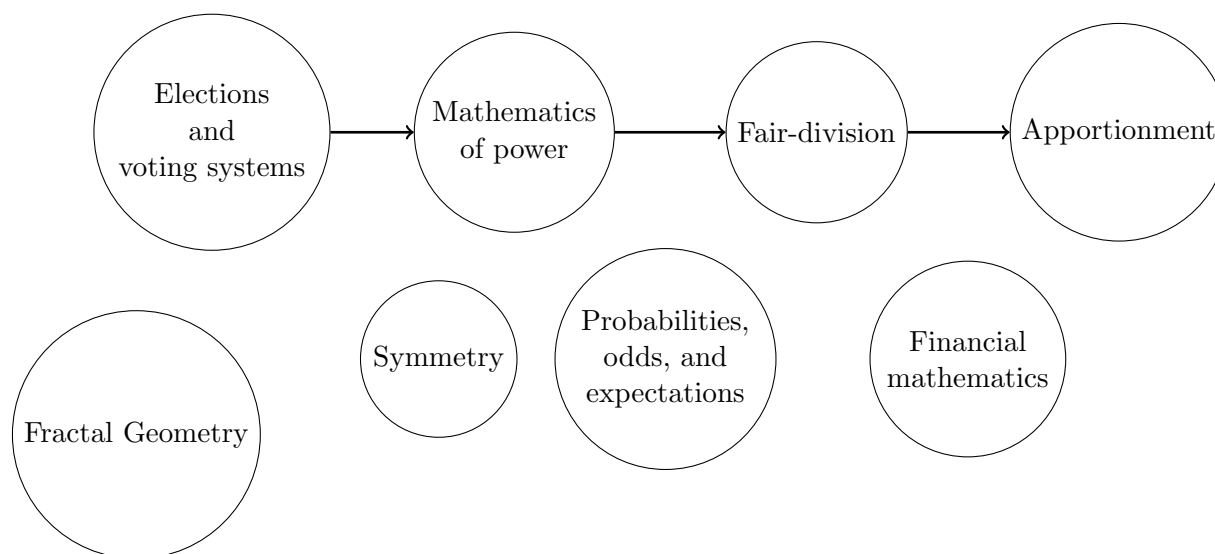 Elections
and
voting systems
Mathematics
of power
Fair-division
Apportionment
Symmetry
Probabilities,
odds, and
expectations
Financial
mathematics
Fractal Geometry